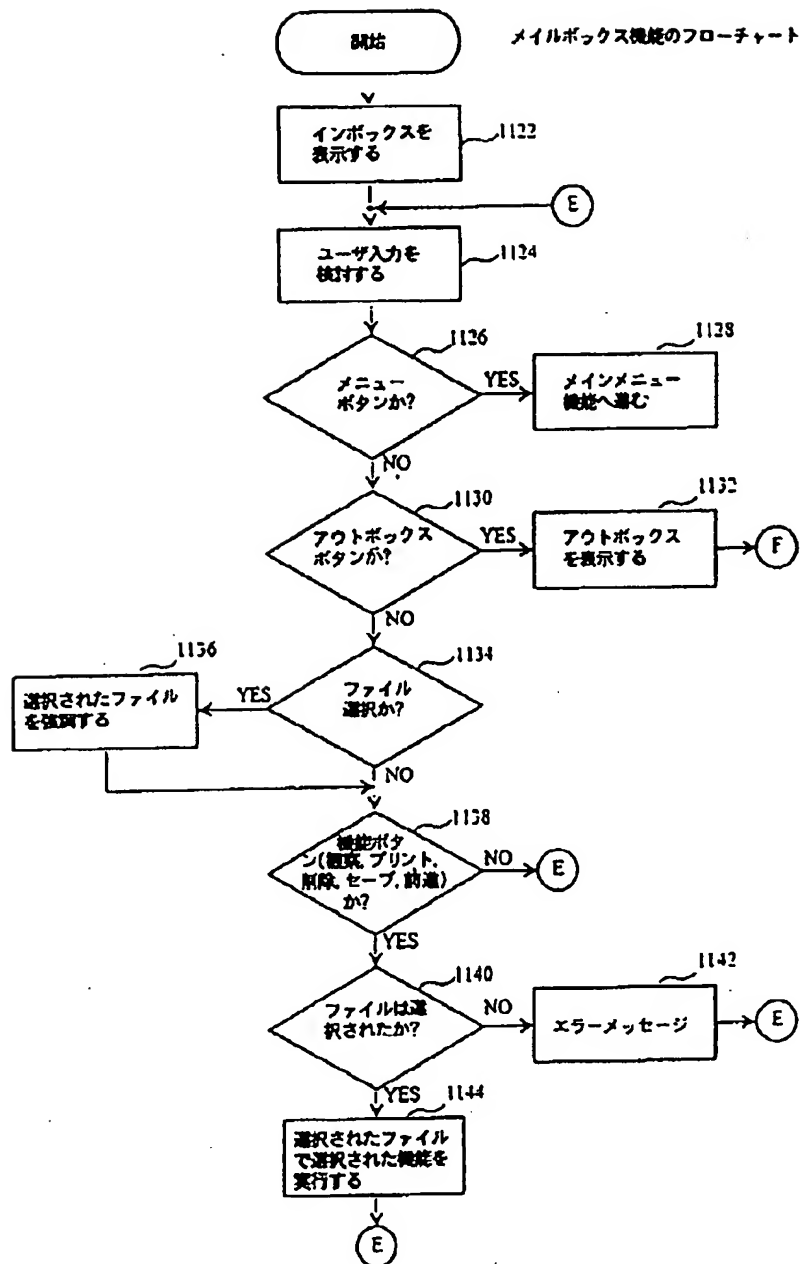 開始
メイルボックス機能のフローチャート
インボックスを
表示する
1122
E
ユーザ入力を
検討する
1124
メニュー
ボタンか?
1126
YES
メインメニュー
機能へ進む
1128
NO
アウトボックス
ボタンか?
1130
YES
アウトボックス
を表示する
1132
F
NO
ファイル
選択か?
1134
YES
選択されたファイル
を強調する
1136
NO
機能ボタ
ン(観察, プリント,
削除, セーブ, 前進)
か?
1138
NO
E
YES
ファイルは選
択されたか?
1140
NO
エラーメッセージ
1142
E
YES
1144
選択されたファイル
で選択された機能を
実行する
E